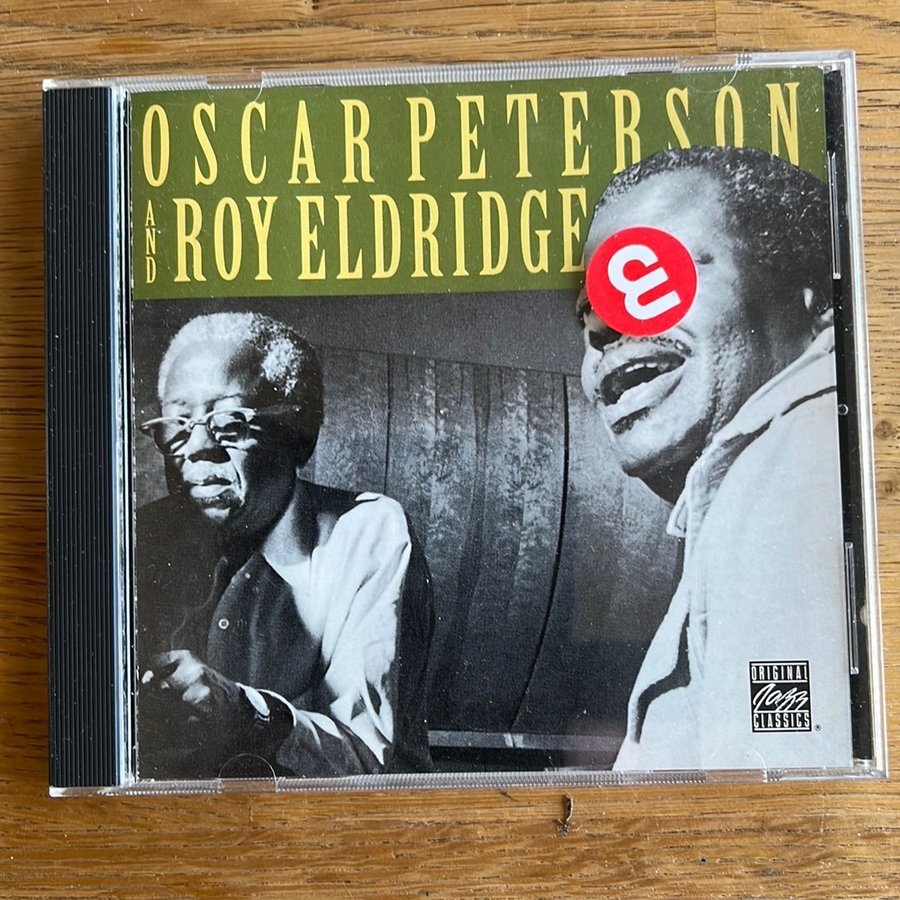 OSCAR PETERSON
AND ROY ELDRIDGE
ORIGINAL
Jazz
CLASSICS®